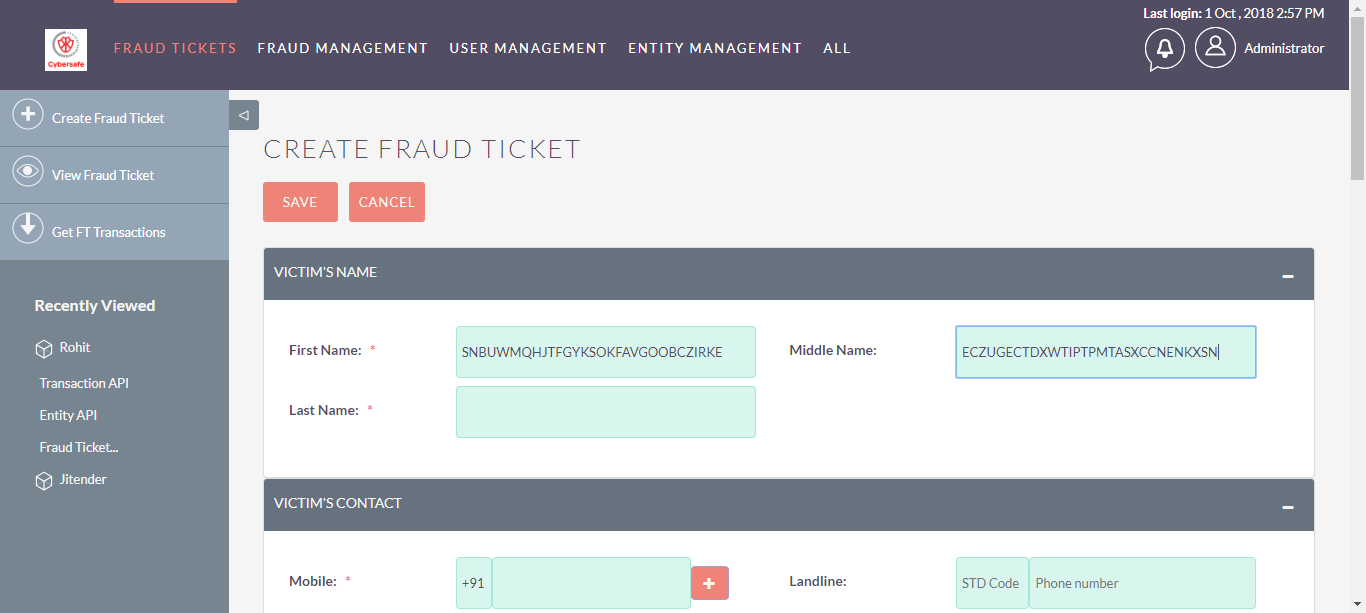 Last login: 1 Oct , 2018 2:57 PM
Cybersafe
FRAUD TICKETS FRAUD MANAGEMENT USER MANAGEMENT ENTITY MANAGEMENT ALL
Administrator
Create Fraud Ticket
View Fraud Ticket
Get FT Transactions
Recently Viewed
Rohit
Transaction API
Entity API
Fraud Ticket...
Jitender
CREATE FRAUD TICKET
SAVE CANCEL
VICTIM'S NAME
First Name: * SNBUWMQHJTFGYKSOKFAVGOOBCZIRKE Middle Name: ECZUGECTDXWTIPTPMTASXCCNENKXSN
Last Name: *
VICTIM'S CONTACT
Mobile: * +91 Landline: STD Code Phone number